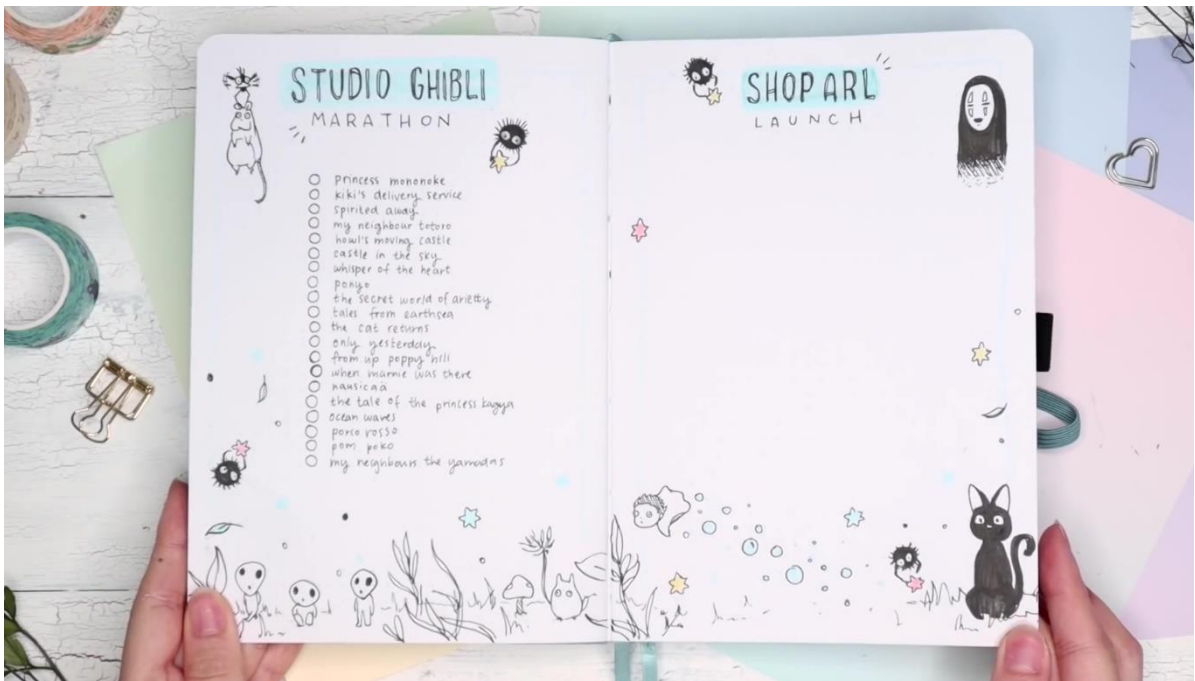 STUDIO GHIBLI
MARATHON
princess mononoke
kiki's delivery service
spirited away
my neighbour totoro
howl's moving castle
castle in the sky
whisper of the heart
ponyo
the secret world of arietty
tales from earthsea
the cat returns
only yesterday
from up poppy hill
when marnie was there
nausicaä
the tale of the princess kaguya
ocean waves
porco rosso
pom poko
my neighbours the yamadas
SHOP ARL
LAUNCH